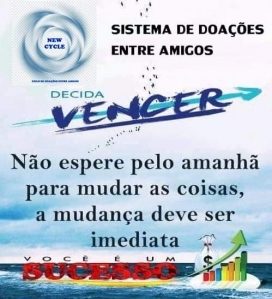 NEW
CYCLE
SISTEMA DE DOAÇÕES
ENTRE AMIGOS
DECIDA
VENCER
Não espere pelo amanhã
para mudar as coisas,
a mudança deve ser
imediata
VOCÊ É UM
SUCESSO
$